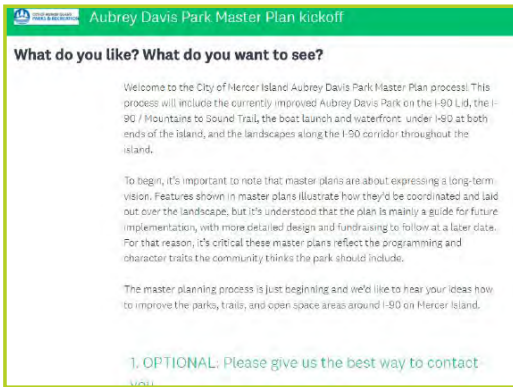 CITY OF MERCER ISLAND
PARKS & RECREATION
Aubrey Davis Park Master Plan kickoff
What do you like? What do you want to see?
Welcome to the City of Mercer Island Aubrey Davis Park Master Plan process! This
process will include the currently improved Aubrey Davis Park on the I-90 Lid, the I-
90 / Mountains to Sound Trail, the boat launch and waterfront under I-90 at both
ends of the island, and the landscapes along the I-90 corridor throughout the
island.
To begin, it's important to note that master plans are about expressing a long-term
vision. Features shown in master plans illustrate how they'd be coordinated and laid
out over the landscape, but it's understood that the plan is mainly a guide for future
implementation, with more detailed design and fundraising to follow at a later date.
For that reason, it's critical these master plans reflect the programming and
character traits the community thinks the park should include.
The master planning process is just beginning and we'd like to hear your ideas how
to improve the parks, trails, and open space areas around I-90 on Mercer Island.
1. OPTIONAL: Please give us the best way to contact
you